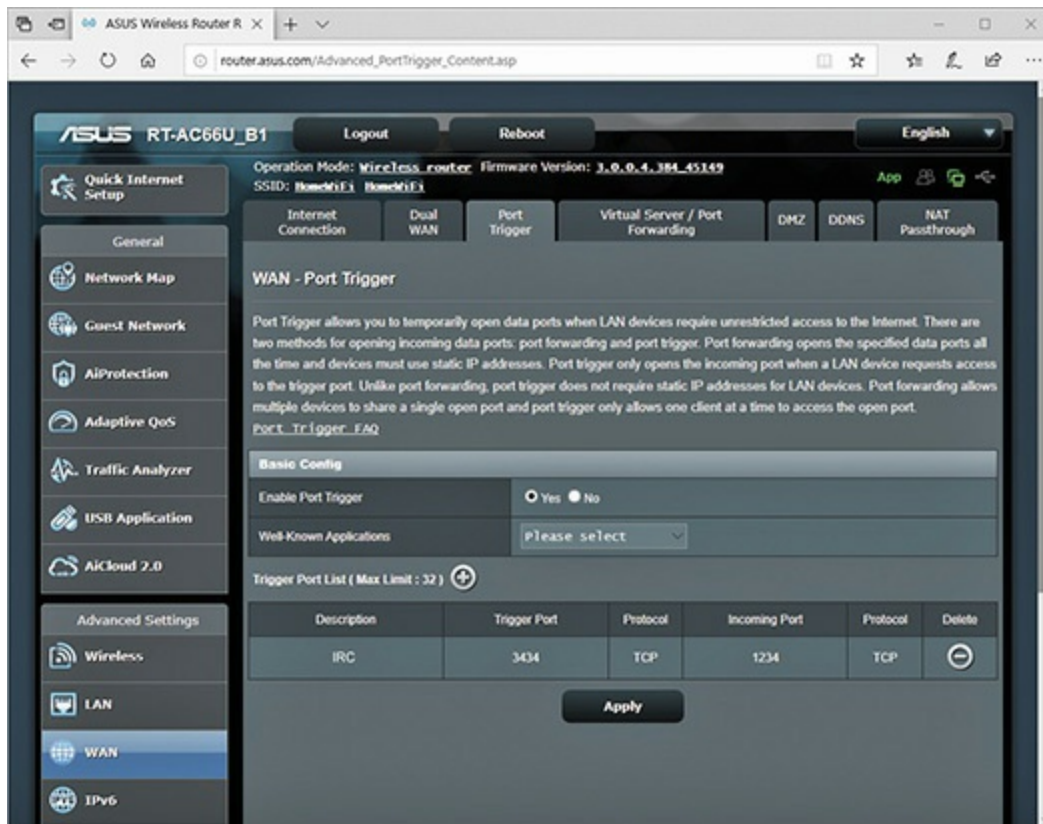 ASUS Wireless Router R
router.asus.com/Advanced_PortTrigger_Content.asp
ASUS RT-AC66U_B1
Logout
Reboot
English
Quick Internet
Setup
General
Network Map
Guest Network
AiProtection
Adaptive QoS
Traffic Analyzer
USB Application
AiCloud 2.0
Advanced Settings
Wireless
LAN
WAN
IPv6
Operation Mode: Wireless router Firmware Version: 3.0.0.4.384_45149
SSID: HomeWiFi HomeWiFi
App
Internet
Connection
Dual
WAN
Port
Trigger
Virtual Server / Port
Forwarding
DMZ
DDNS
NAT
Passthrough
WAN - Port Trigger
Port Trigger allows you to temporarily open data ports when LAN devices require unrestricted access to the Internet. There are
two methods for opening incoming data ports: port forwarding and port trigger. Port forwarding opens the specified data ports all
the time and devices must use static IP addresses. Port trigger only opens the incoming port when a LAN device requests access
to the trigger port. Unlike port forwarding, port trigger does not require static IP addresses for LAN devices. Port forwarding allows
multiple devices to share a single open port and port trigger only allows one client at a time to access the open port.
Port Trigger FAQ
Basic Config
Enable Port Trigger Yes No
Well-Known Applications Please select
Trigger Port List ( Max Limit : 32 )
Description Trigger Port Protocol Incoming Port Protocol Delete
IRC 3434 TCP 1234 TCP
Apply